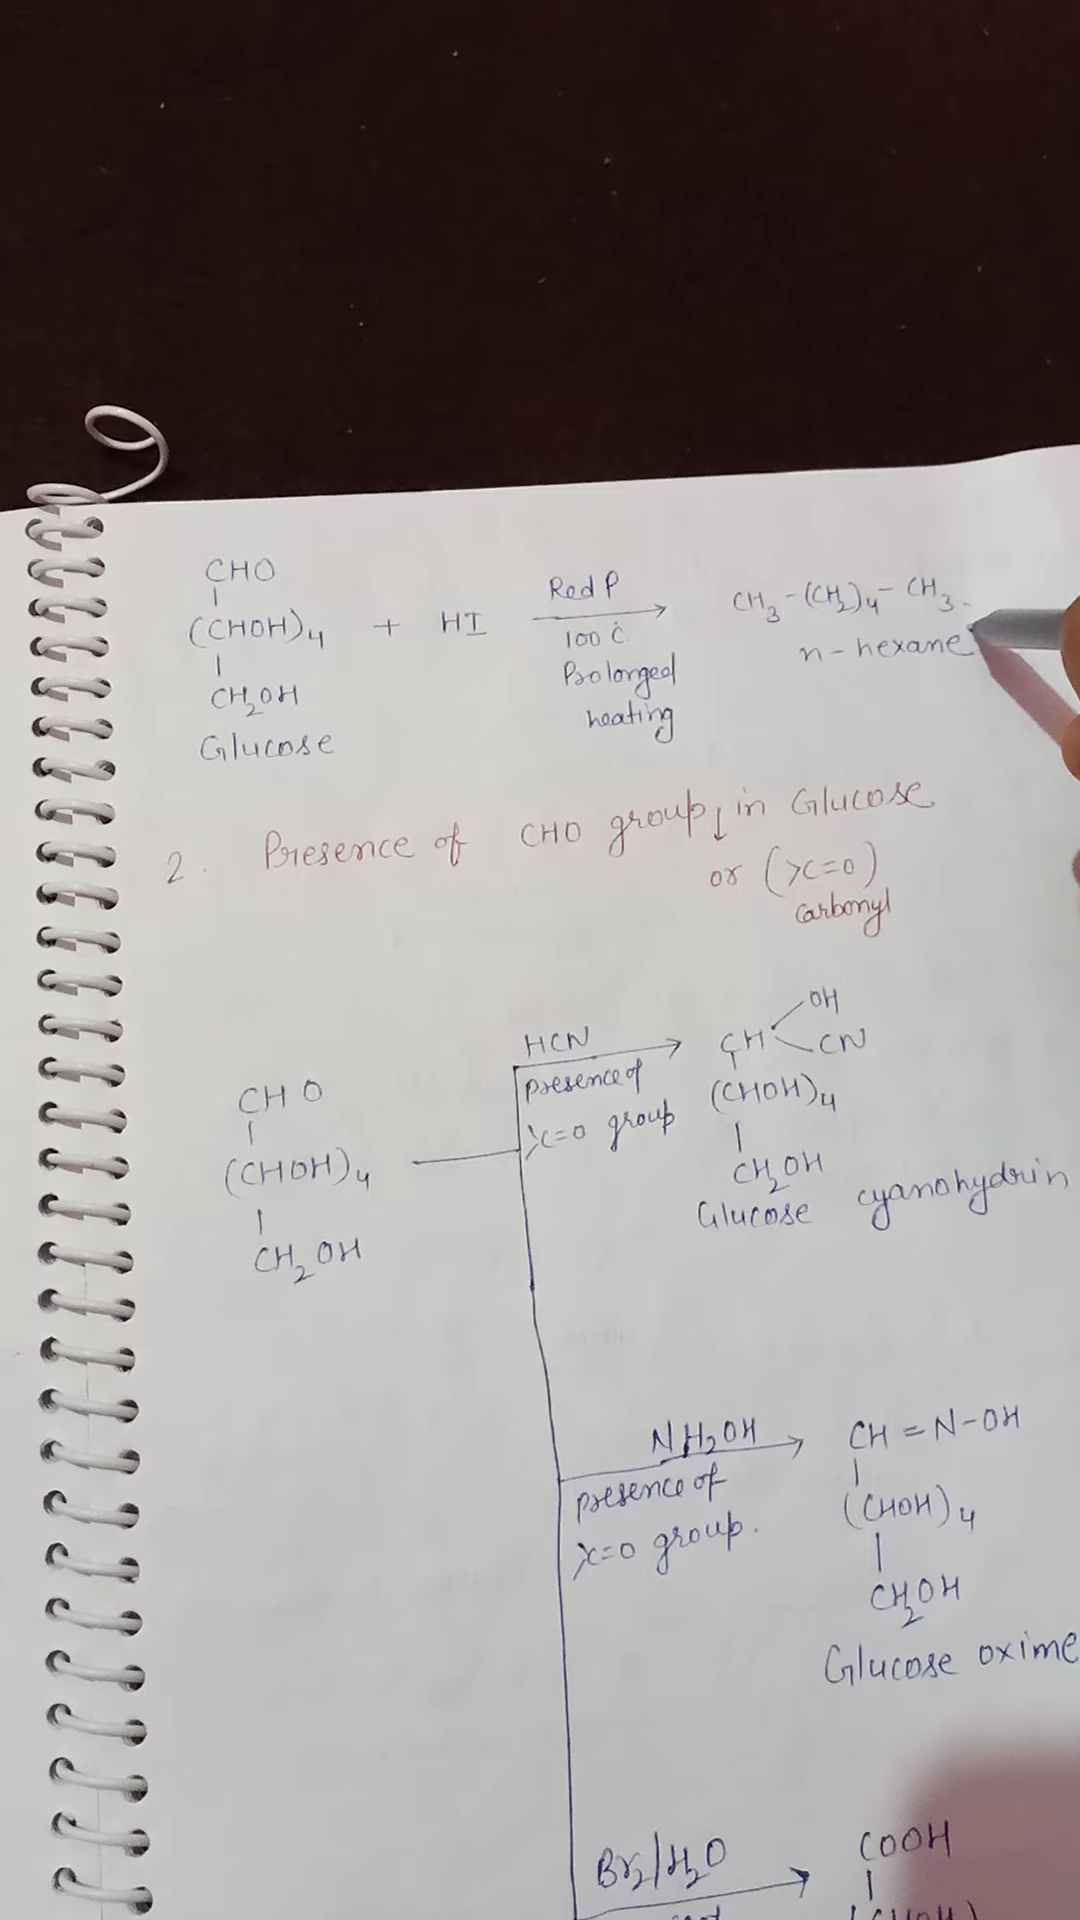 CHO
(CHOH)4 + HI Red P CH3-(CH2)4-CH3
100°C n-hexane
Prolonged
heating
CH2OH
Glucose
2. Presence of CHO group, in Glucose
or (>C=O)
carbonyl
CHO
(CHOH)4
CH2OH
HCN
presence of
>C=O group
CH OH
CN
(CHOH)4
CH2OH
Glucose cyanohydrin
NH2OH
presence of
>C=O group.
CH=N-OH
(CHOH)4
CH2OH
Glucose oxime
Br2/H2O
COOH